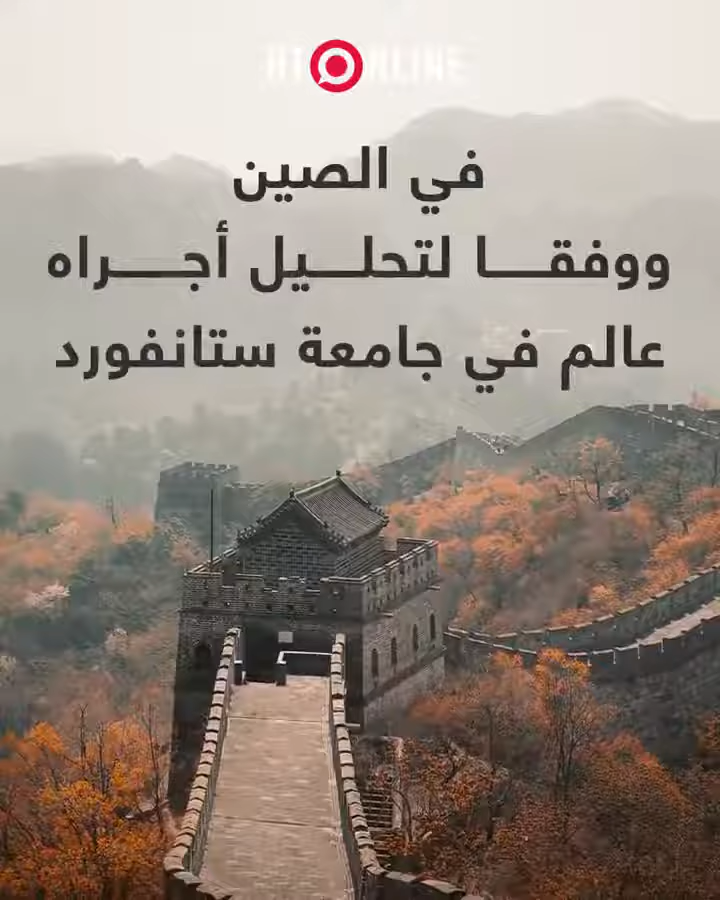 في الصين
ووفقا لتحليل أجراه
عالم في جامعة ستانفورد